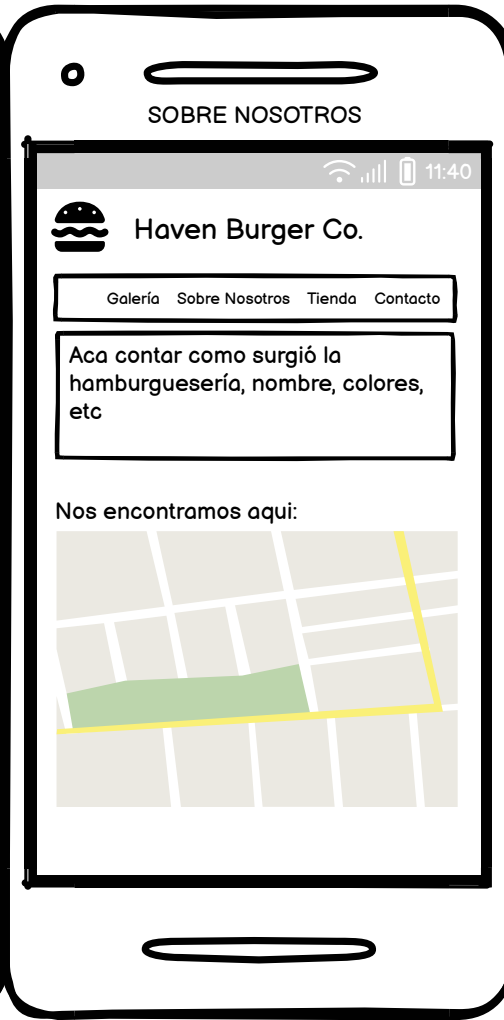 SOBRE NOSOTROS
11:40
Haven Burger Co.
Galería Sobre Nosotros Tienda Contacto
Aca contar como surgió la
hamburguesería, nombre, colores,
etc
Nos encontramos aqui: